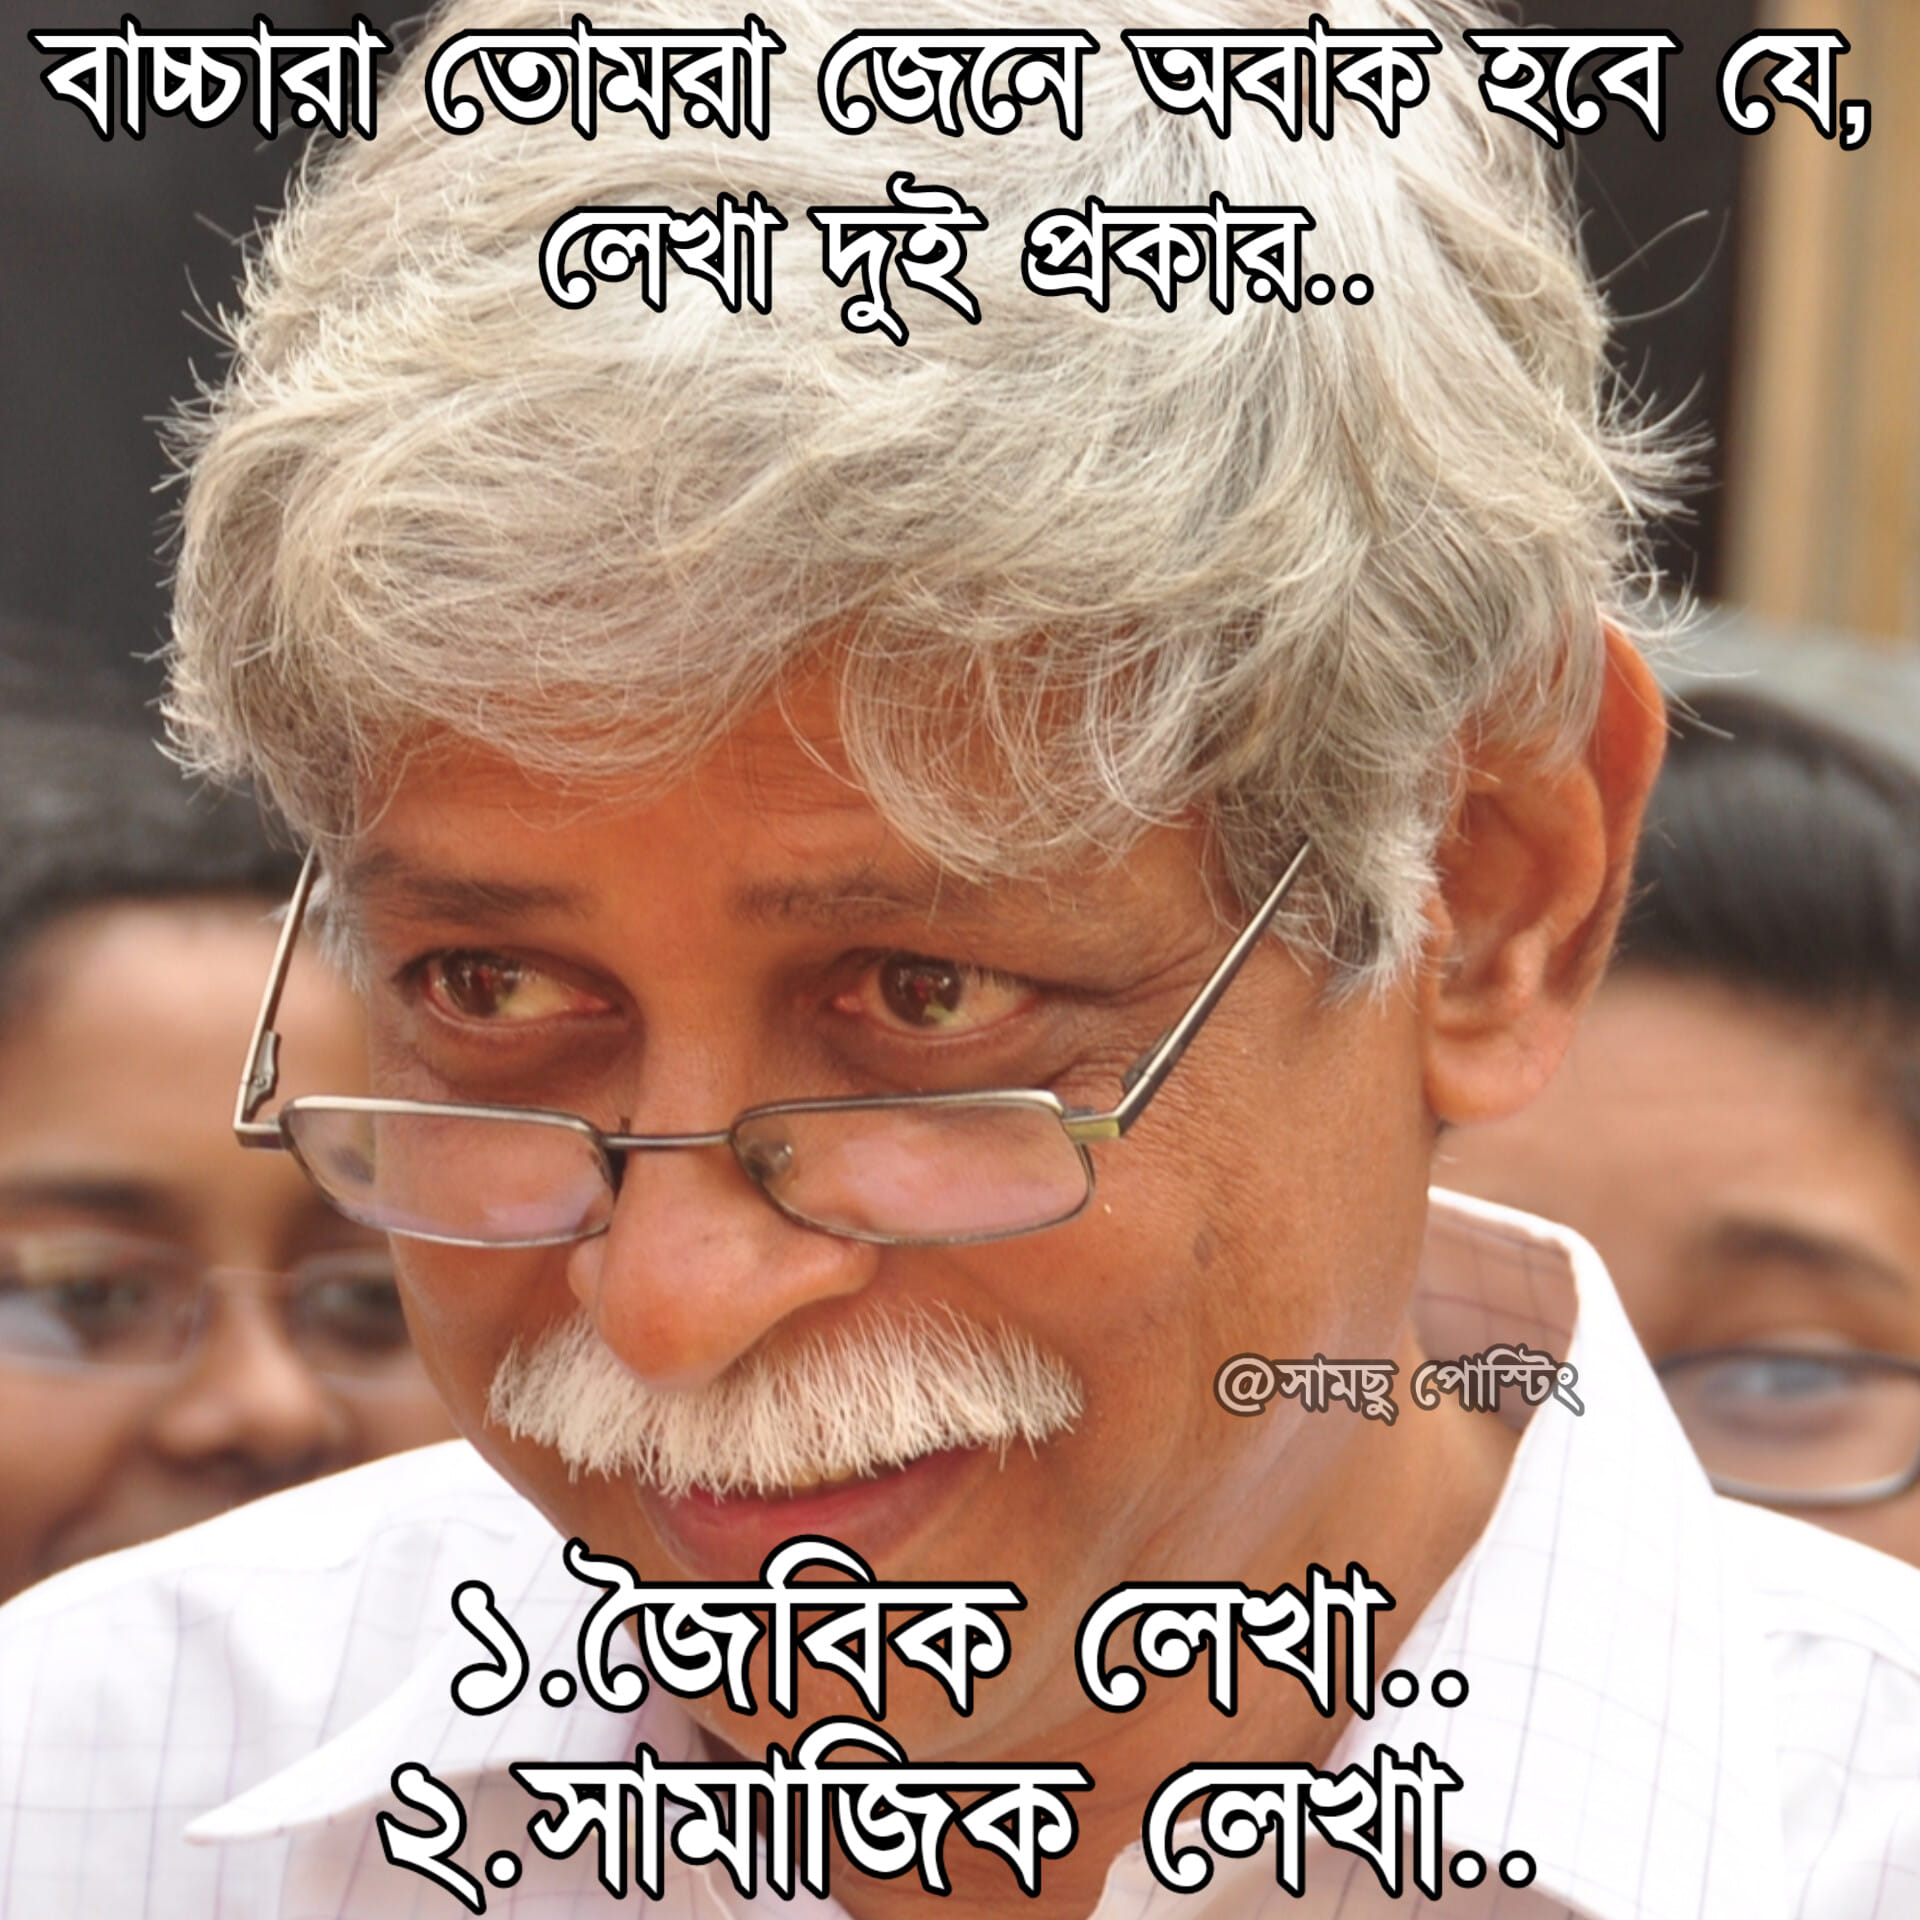 বাচ্চারা তোমরা জেনে অবাক হবে যে,
লেখা দুই প্রকার..
@সামছু পোস্টিং
১.জৈবিক লেখা..
২.সামাজিক লেখা..